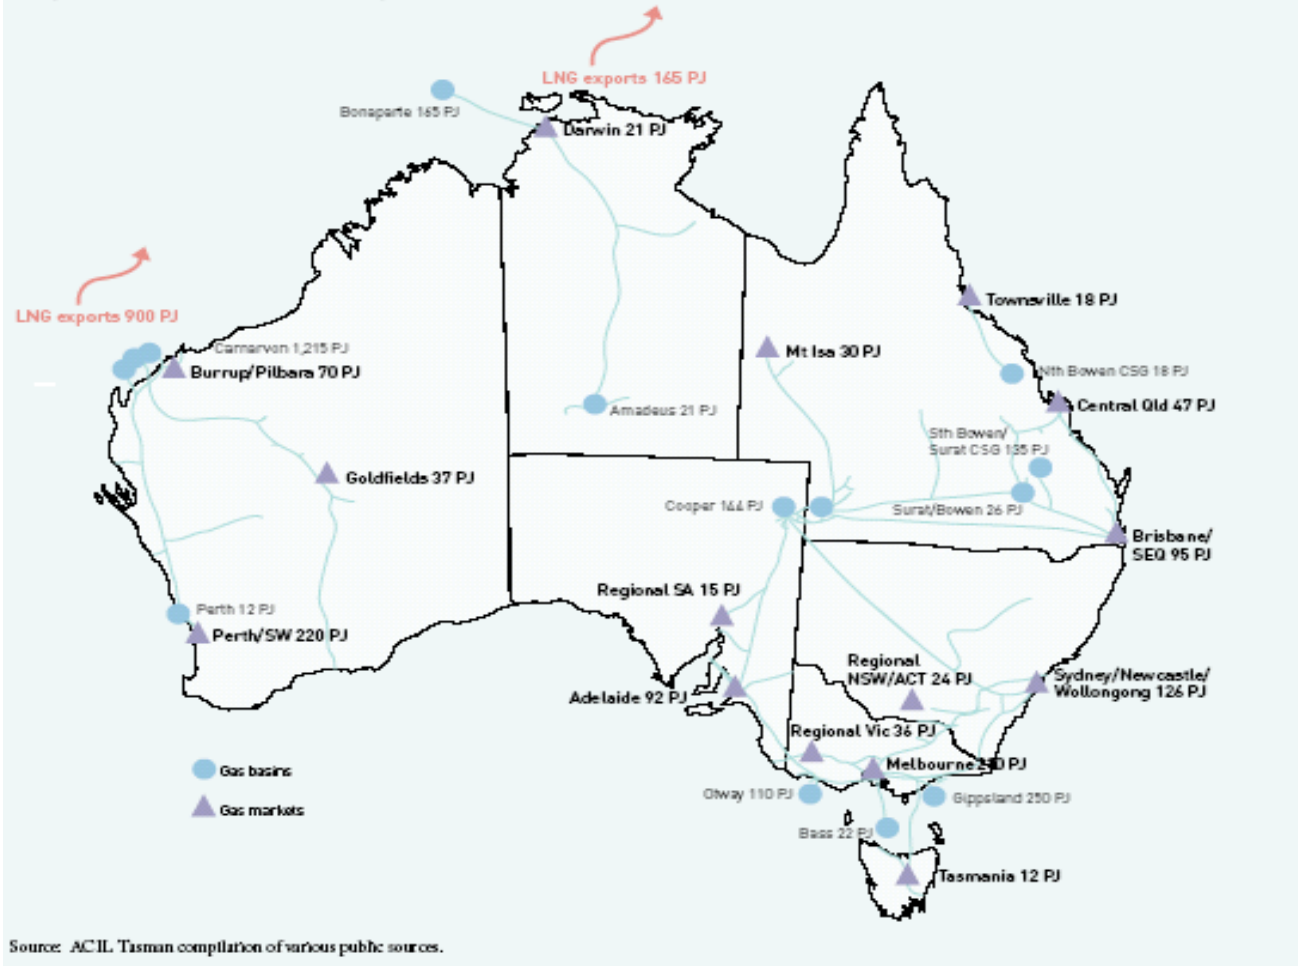 LNG exports 165 PJ
Bonaparte 165 PJ
Darwin 21 PJ
LNG exports 900 PJ
Townsville 18 PJ
Carnarvon 1,215 PJ
Burrup/Pilbara 70 PJ
Mt Isa 30 PJ
Nth Bowen CSG 18 PJ
Amadeus 21 PJ
Central Qld 47 PJ
Sth Bowen/
Surat CSG 135 PJ
Goldfields 37 PJ
Cooper 144 PJ
Surat/Bowen 26 PJ
Brisbane/
SEQ 95 PJ
Regional SA 15 PJ
Perth 12 PJ
Perth/SW 220 PJ
Regional
NSW/ACT 24 PJ
Sydney/Newcastle/
Wollongong 126 PJ
Adelaide 92 PJ
Regional Vic 36 PJ
Melbourne PJ
Gas basins
Otway 110 PJ
Gippsland 250 PJ
Gas markets
Bass 22 PJ
Tasmania 12 PJ
Source: ACIL Tasman compilation of various public sources.